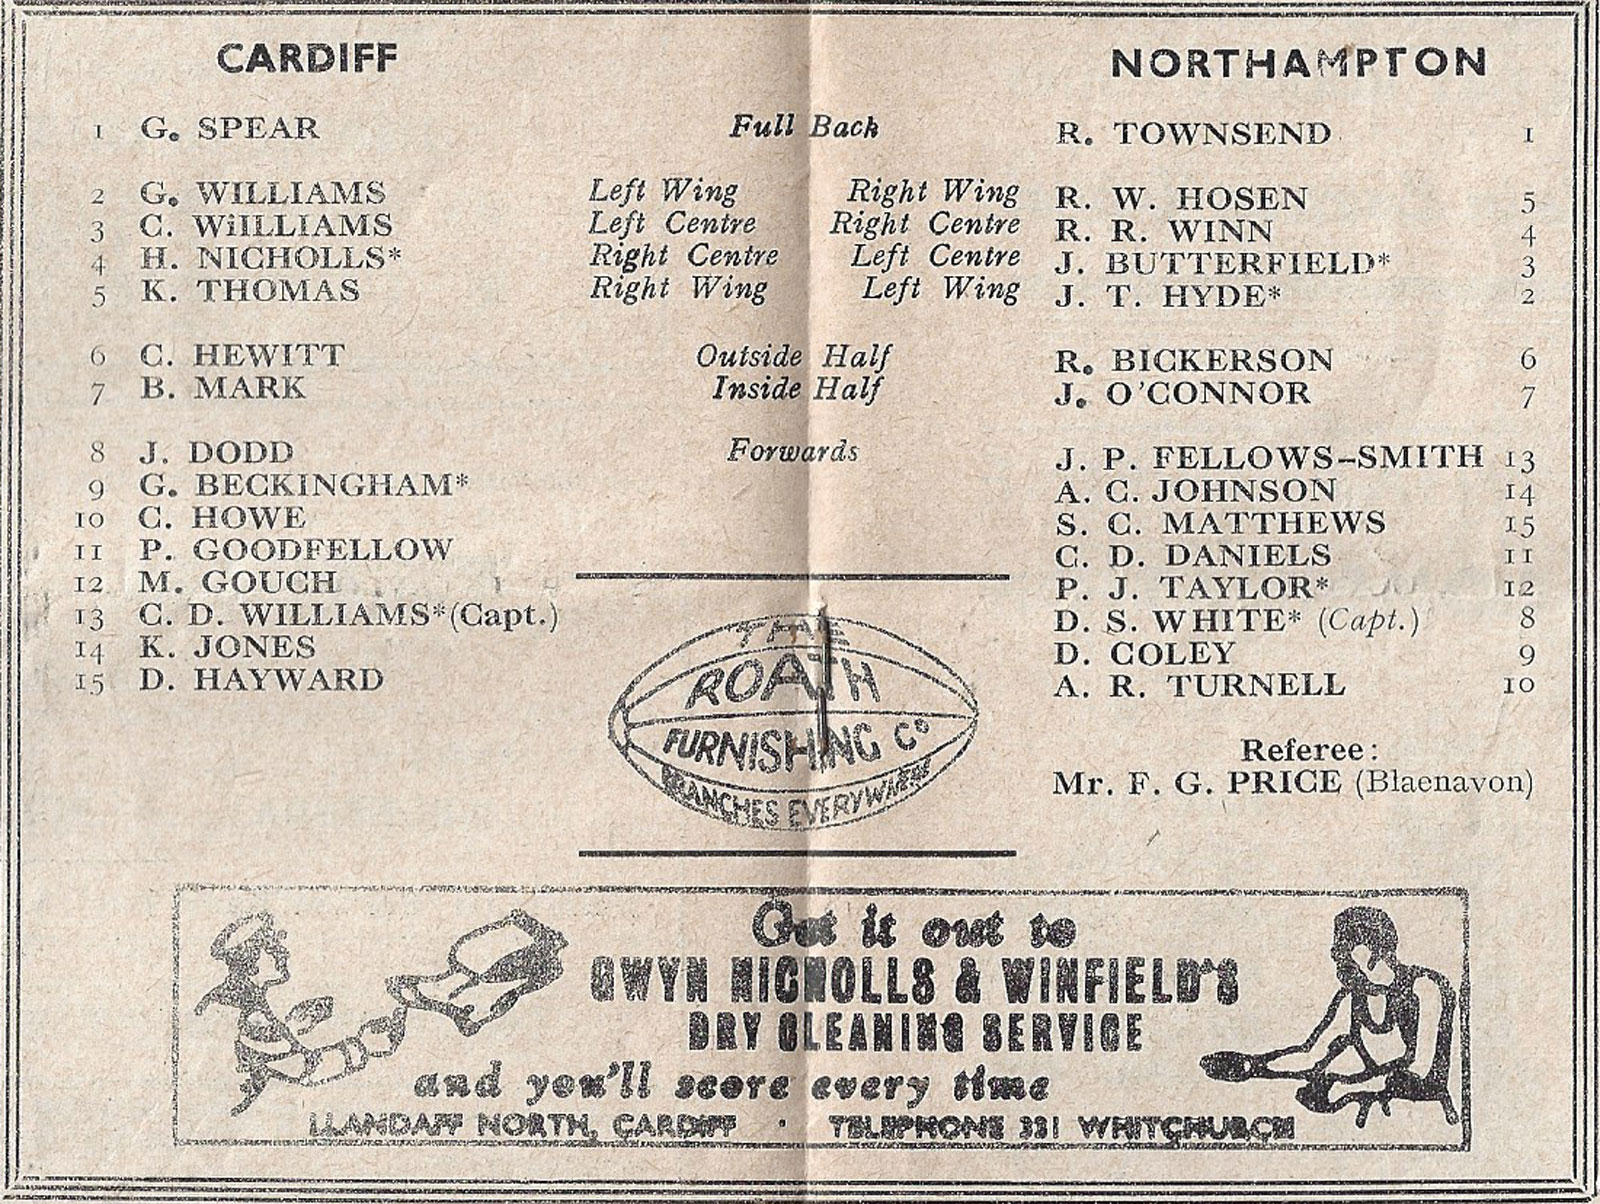 CARDIFF NORTHAMPTON
1 G. SPEAR Full Back R. TOWNSEND 1
2 G. WILLIAMS Left Wing Right Wing R. W. HOSEN 5
3 C. WiILLIAMS Left Centre Right Centre R. R. WINN 4
4 H. NICHOLLS* Right Centre Left Centre J. BUTTERFIELD* 3
5 K. THOMAS Right Wing Left Wing J. T. HYDE* 2
6 C. HEWITT Outside Half R. BICKERSON 6
7 B. MARK Inside Half J. O'CONNOR 7
8 J. DODD Forwards J. P. FELLOWS-SMITH 13
9 G. BECKINGHAM* A. C. JOHNSON 14
10 C. HOWE S. C. MATTHEWS 15
11 P. GOODFELLOW C. D. DANIELS 11
12 M. GOUCH P. J. TAYLOR* 12
13 C. D. WILLIAMS*(Capt.) D. S. WHITE* (Capt.) 8
14 K. JONES D. COLEY 9
15 D. HAYWARD A. R. TURNELL 10
THE
ROATH
FURNISHING Co
BRANCHES EVERYWHERE
Referee:
Mr. F. G. PRICE (Blaenavon)
Get it out to
GWYN NICHOLLS & WINFIELD'S
DRY CLEANING SERVICE
and you'll score every time
LLANDAFF NORTH, CARDIFF · TELEPHONE 331 WHITCHURCH